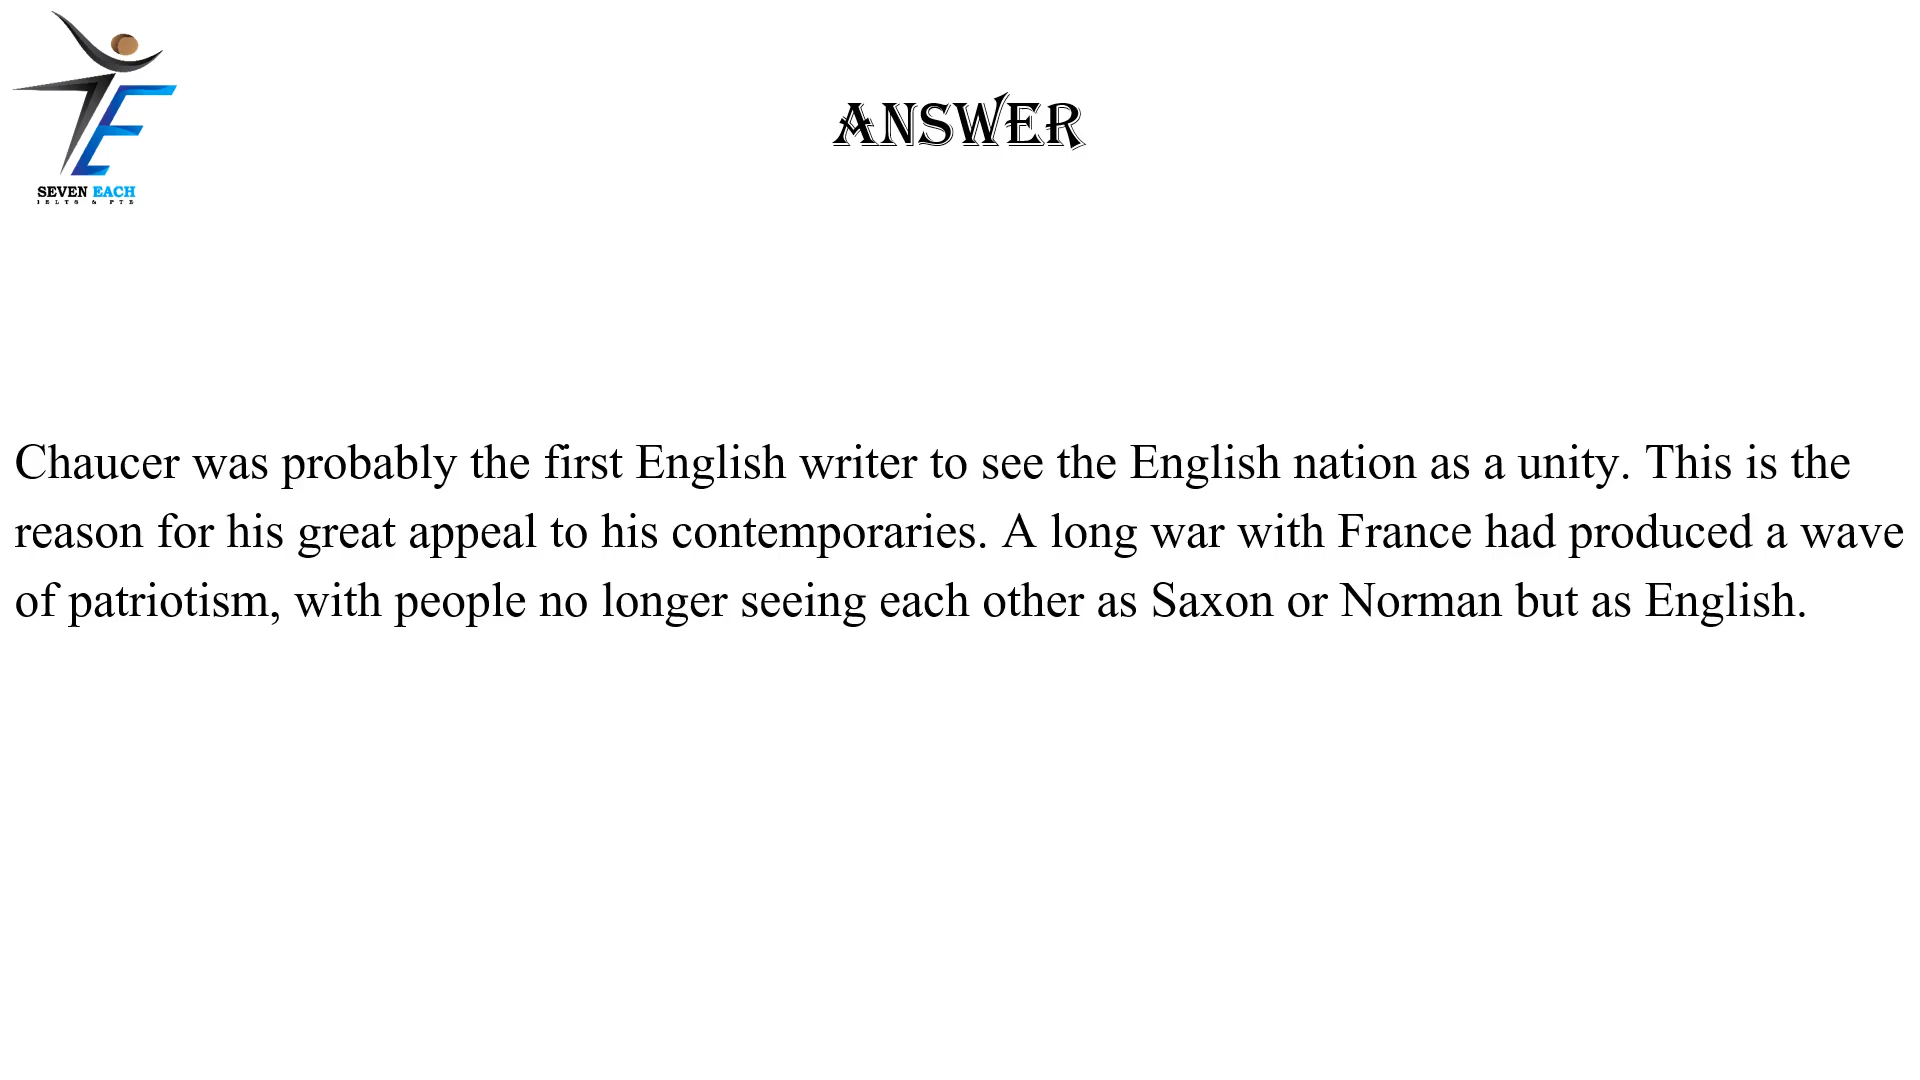 SEVEN EACH
IELTS & PTE
ANSWER
Chaucer was probably the first English writer to see the English nation as a unity. This is the
reason for his great appeal to his contemporaries. A long war with France had produced a wave
of patriotism, with people no longer seeing each other as Saxon or Norman but as English.